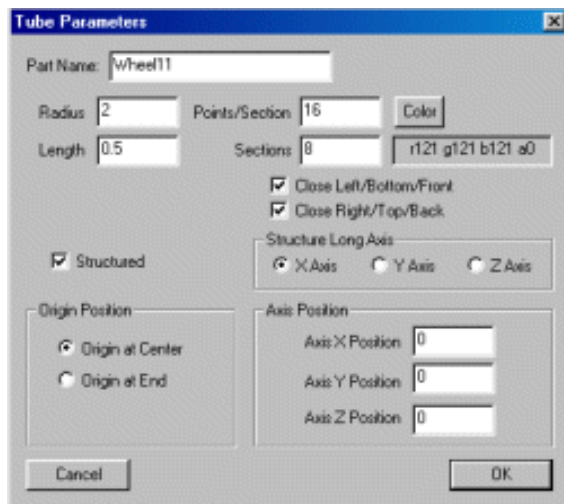 Tube Parameters
Part Name: Wheel11
Radius 2 Points/Section 16 Color
Length 0.5 Sections 8 r121 g121 b121 a0
Close Left/Bottom/Front
Close Right/Top/Back
Structured
Structure Long Axis
X Axis Y Axis Z Axis
Origin Position
Origin at Center
Origin at End
Axis Position
Axis X Position 0
Axis Y Position 0
Axis Z Position 0
Cancel OK